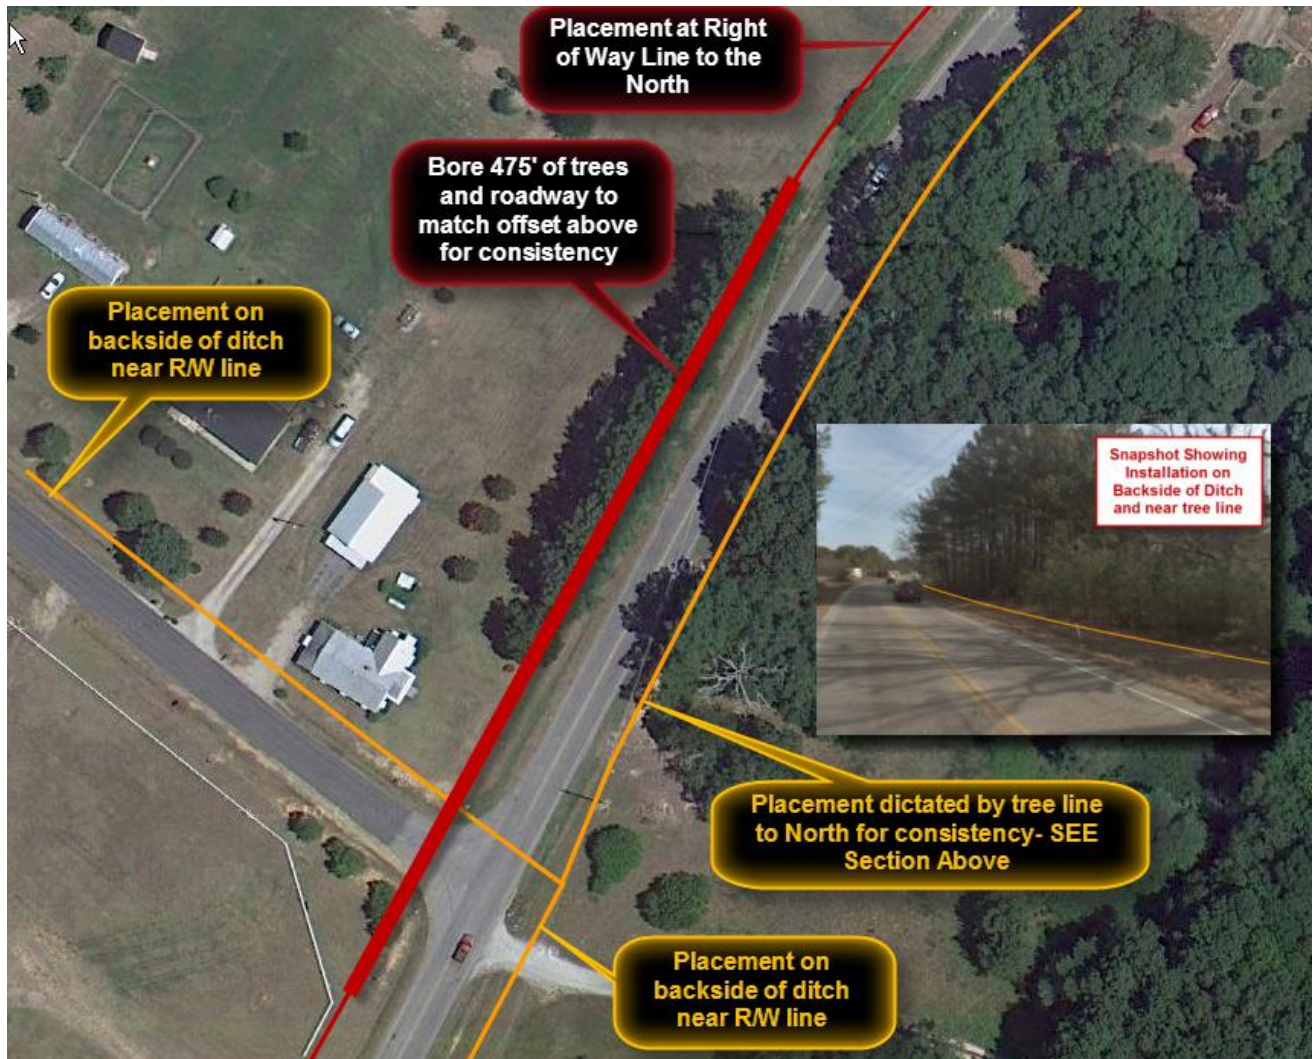 Placement at Right
of Way Line to the
North
Bore 475' of trees
and roadway to
match offset above
for consistency
Placement on
backside of ditch
near R/W line
Snapshot Showing
Installation on
Backside of Ditch
and near tree line
Placement dictated by tree line
to North for consistency- SEE
Section Above
Placement on
backside of ditch
near R/W line